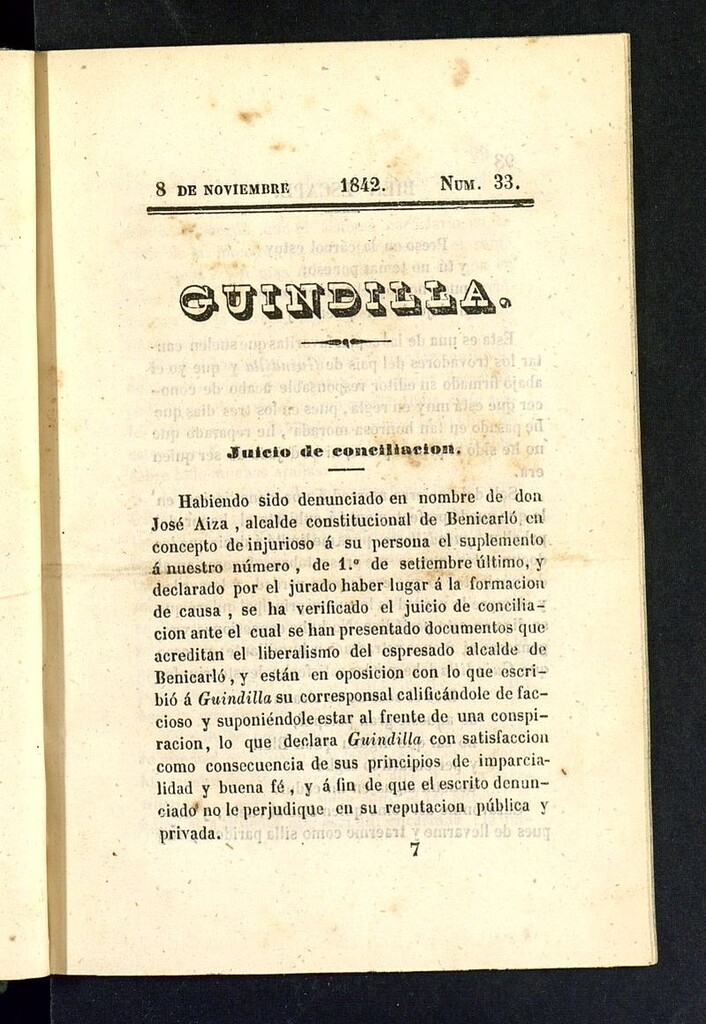 8 DE NOVIEMBRE 1842. NUM. 33.
GUINDILLA.
Juicio de conciliacion.
Habiendo sido denunciado en nombre de don
José Aiza , alcalde constitucional de Benicarló, en
concepto de injurioso á su persona el suplemento
á nuestro número , de 1.º de setiembre último, y
declarado por el jurado haber lugar á la formacion
de causa , se ha verificado el juicio de concilia-
cion ante el cual se han presentado documentos que
acreditan el liberalismo del espresado alcalde de
Benicarló , y están en oposicion con lo que escri-
bió á Guindilla su corresponsal calificándole de fac-
cioso y suponiéndole estar al frente de una conspi-
racion, lo que declara Guindilla con satisfaccion
como consecuencia de sus principios de imparcia-
lidad y buena fé , y á fin de que el escrito denun-
ciado no le perjudique en su reputacion pública y
privada.
7